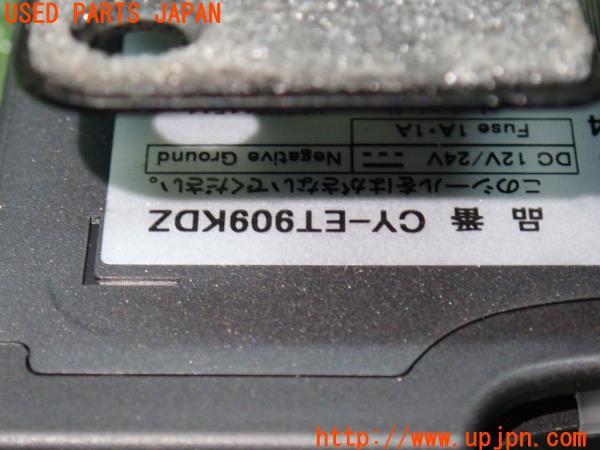 USED PARTS JAPAN
品番 CY-ET909KDZ
このシールをはがさないでください。
DC 12V/24V Negative Ground
Fuse 1A・1A
http://www.upjpn.com